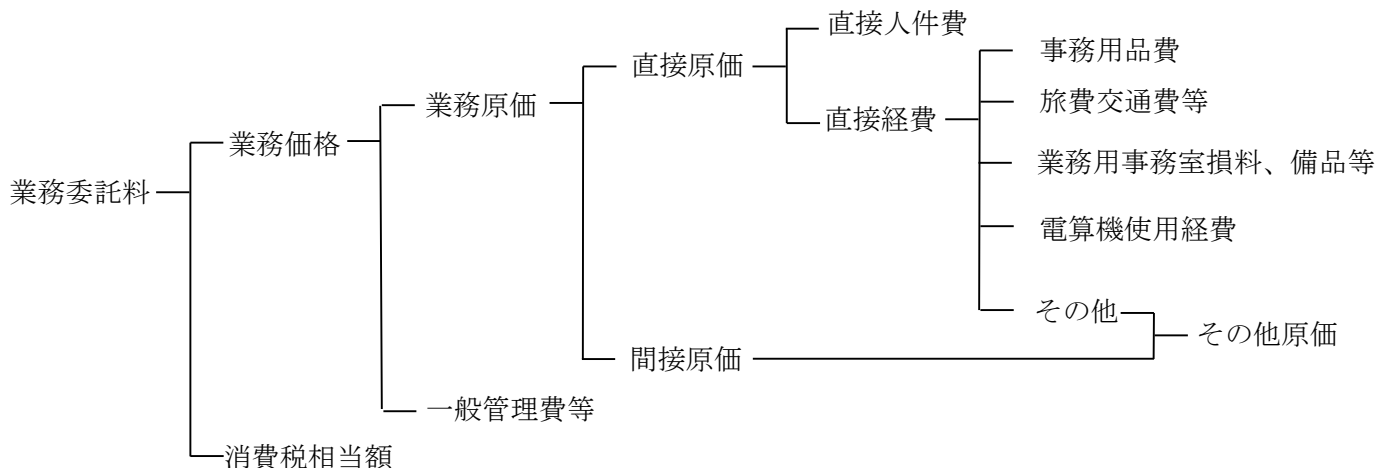 業務委託料
業務価格
業務原価
直接原価
直接人件費
直接経費
事務用品費
旅費交通費等
業務用事務室損料、備品等
電算機使用経費
その他
その他原価
間接原価
一般管理費等
消費税相当額